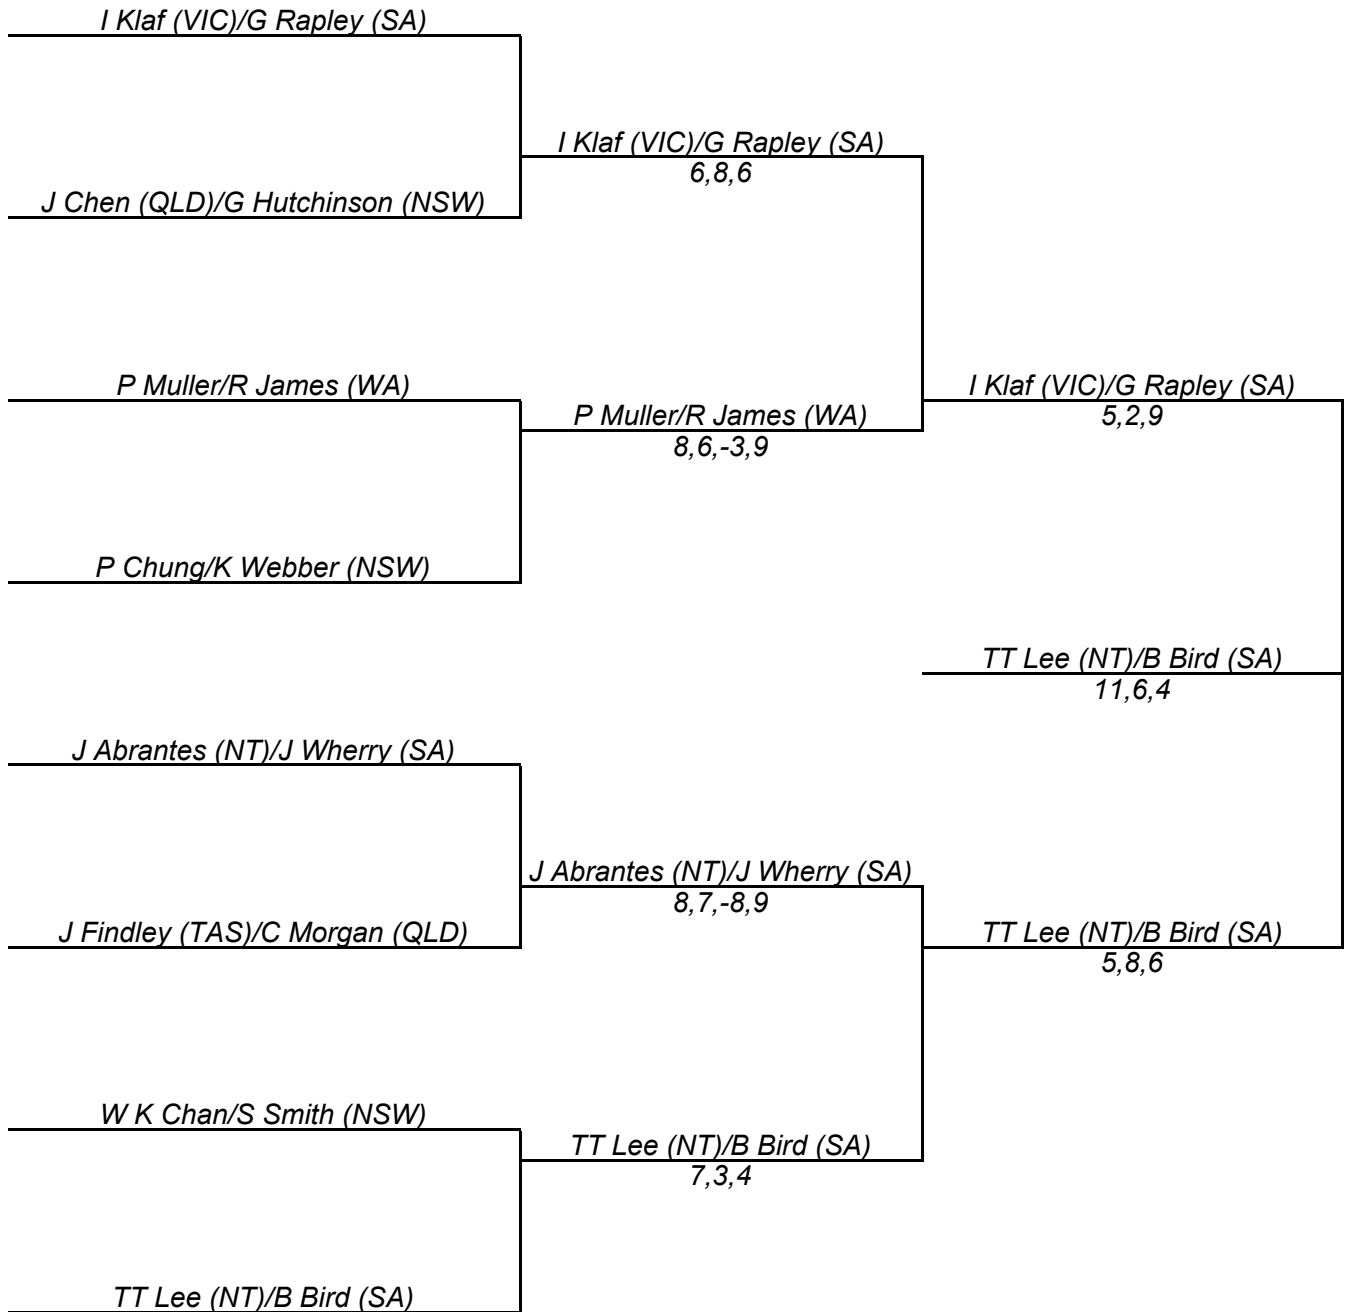 I Klaf (VIC)/G Rapley (SA)
I Klaf (VIC)/G Rapley (SA)
6,8,6
J Chen (QLD)/G Hutchinson (NSW)
P Muller/R James (WA)
I Klaf (VIC)/G Rapley (SA)
5,2,9
P Muller/R James (WA)
8,6,-3,9
P Chung/K Webber (NSW)
TT Lee (NT)/B Bird (SA)
11,6,4
J Abrantes (NT)/J Wherry (SA)
J Abrantes (NT)/J Wherry (SA)
8,7,-8,9
J Findley (TAS)/C Morgan (QLD)
TT Lee (NT)/B Bird (SA)
5,8,6
W K Chan/S Smith (NSW)
TT Lee (NT)/B Bird (SA)
7,3,4
TT Lee (NT)/B Bird (SA)